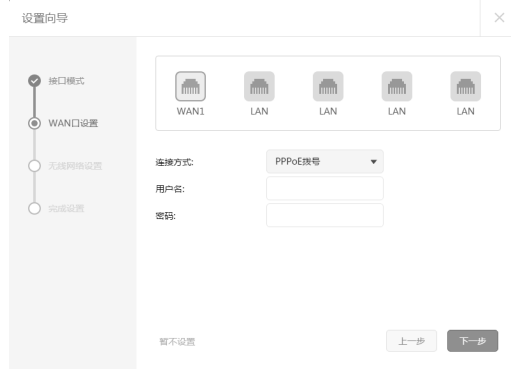 设置向导
接口模式
WAN口设置
无线网络设置
完成设置
WAN1 LAN LAN LAN LAN
连接方式: PPPoE拨号
用户名:
密码:
暂不设置 上一步 下一步